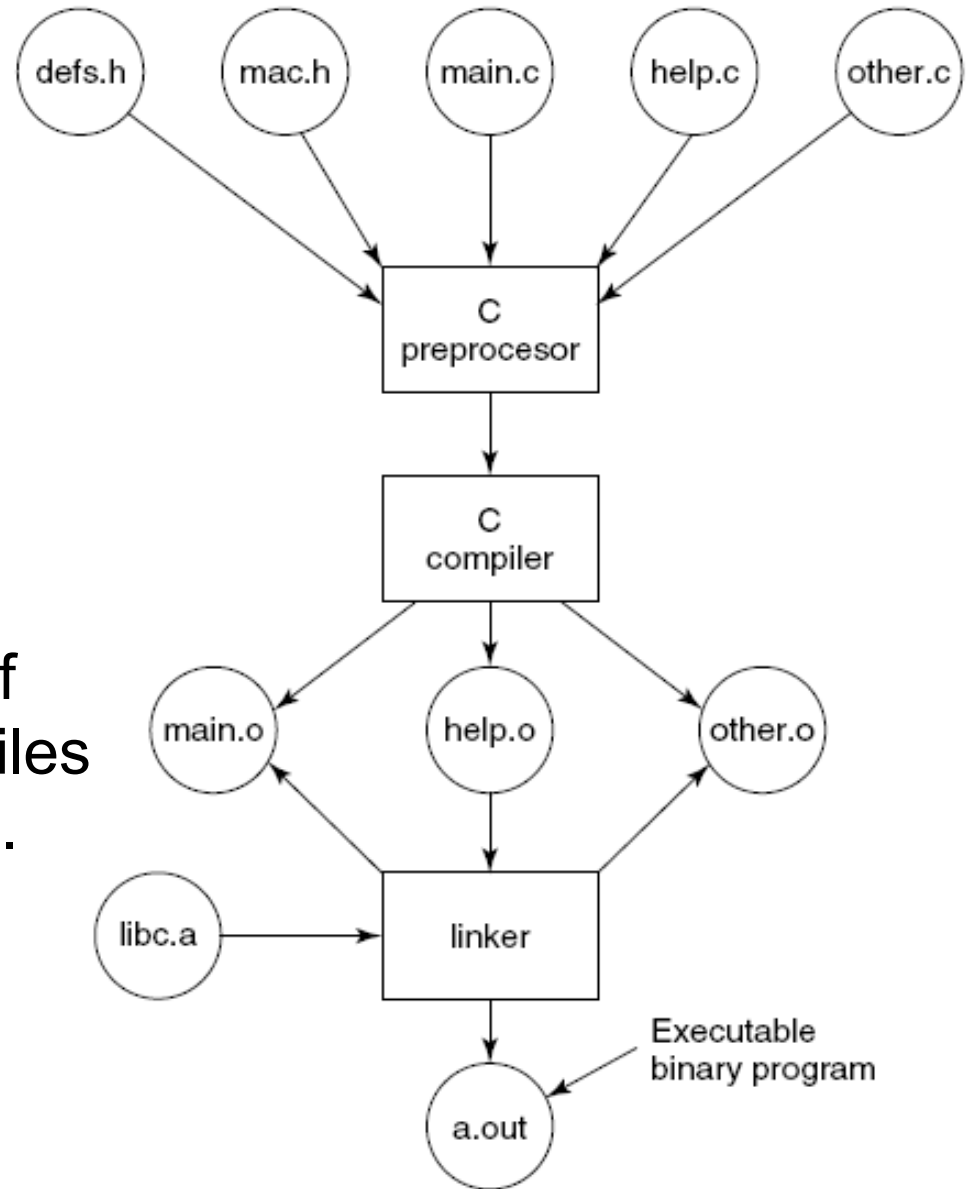 defs.h
mac.h
main.c
help.c
other.c
C
preprocesor
C
compiler
f
iles
.
main.o
help.o
other.o
libc.a
linker
Executable
binary program
a.out